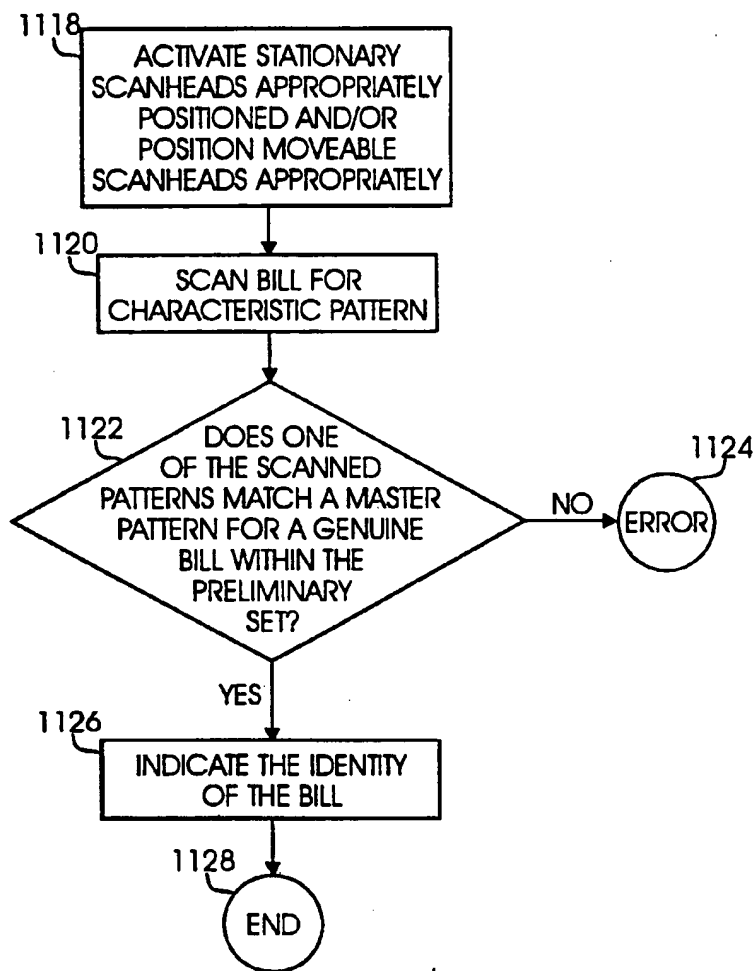 1118
ACTIVATE STATIONARY
SCANHEADS APPROPRIATELY
POSITIONED AND/OR
POSITION MOVEABLE
SCANHEADS APPROPRIATELY
1120
SCAN BILL FOR
CHARACTERISTIC PATTERN
1122
DOES ONE
OF THE SCANNED
PATTERNS MATCH A MASTER
PATTERN FOR A GENUINE
BILL WITHIN THE
PRELIMINARY
SET?
NO
1124
ERROR
YES
1126
INDICATE THE IDENTITY
OF THE BILL
1128
END